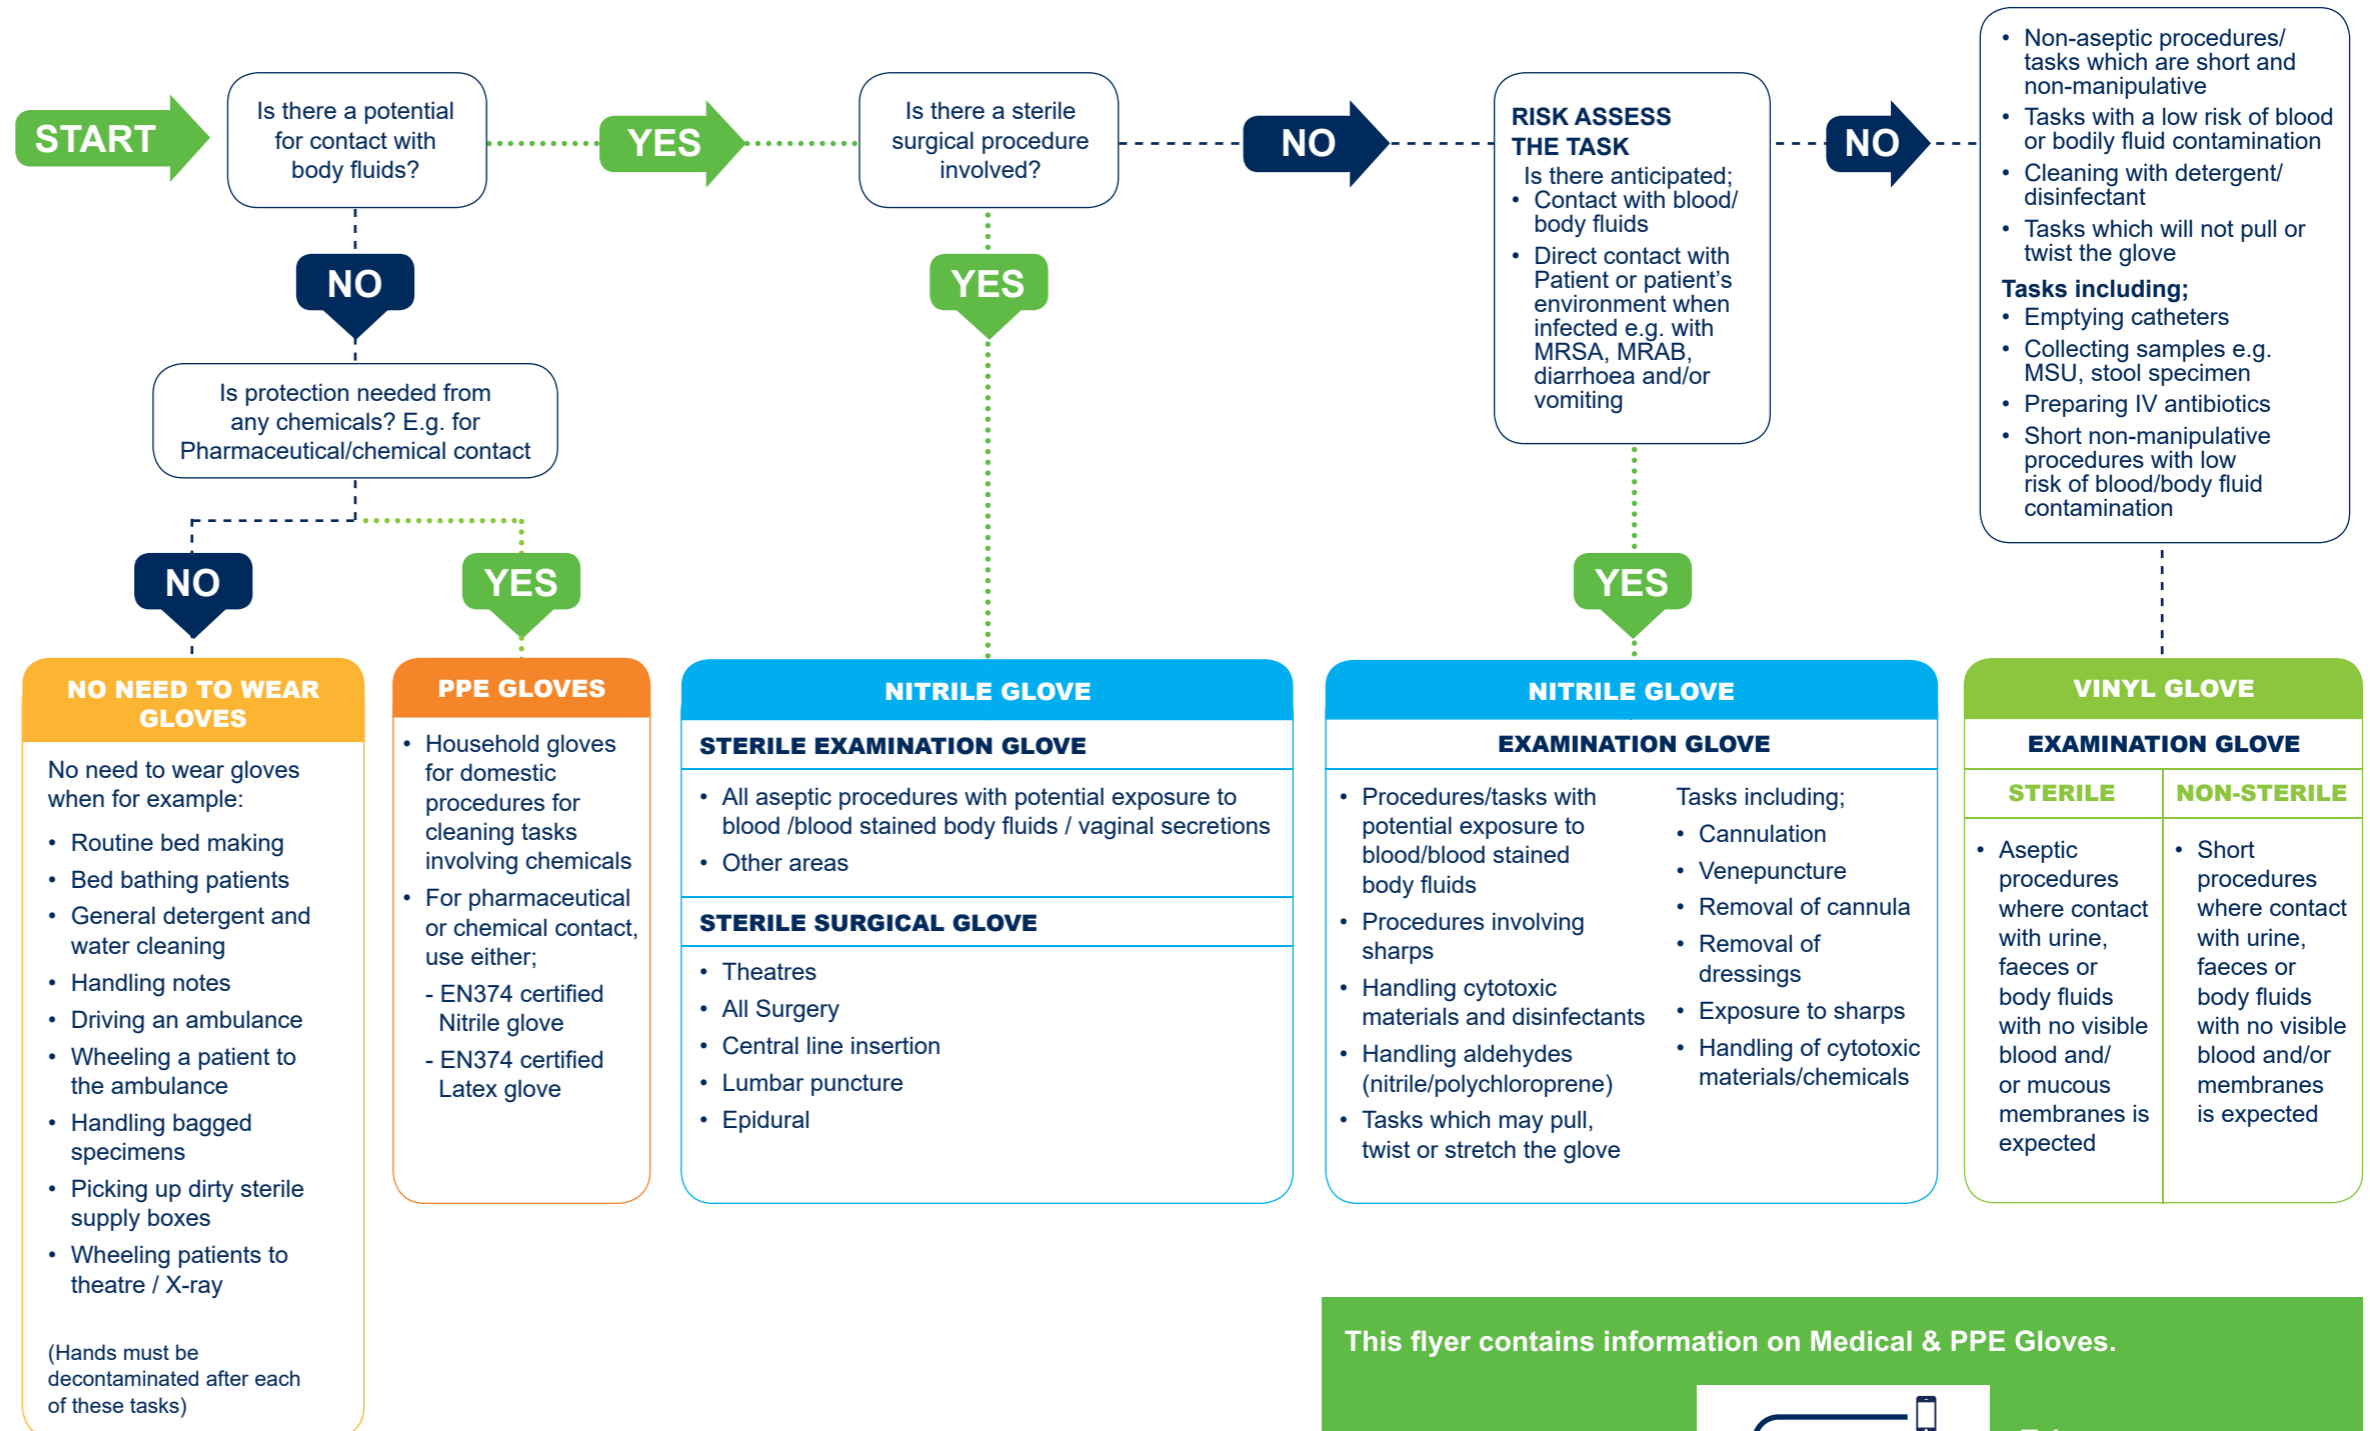 START
Is there a potential
for contact with
body fluids?
YES
Is there a sterile
surgical procedure
involved?
NO
RISK ASSESS
THE TASK
Is there anticipated;
• Contact with blood/
body fluids
• Direct contact with
Patient or patient's
environment when
infected e.g. with
MRSA, MRAB,
diarrhoea and/or
vomiting
NO
• Non-aseptic procedures/
tasks which are short and
non-manipulative
• Tasks with a low risk of blood
or bodily fluid contamination
• Cleaning with detergent/
disinfectant
• Tasks which will not pull or
twist the glove
Tasks including;
• Emptying catheters
• Collecting samples e.g.
MSU, stool specimen
• Preparing IV antibiotics
• Short non-manipulative
procedures with low
risk of blood/body fluid
contamination
NO
YES
Is protection needed from
any chemicals? E.g. for
Pharmaceutical/chemical contact
NO
YES
YES
NO NEED TO WEAR
GLOVES
No need to wear gloves
when for example:
• Routine bed making
• Bed bathing patients
• General detergent and
water cleaning
• Handling notes
• Driving an ambulance
• Wheeling a patient to
the ambulance
• Handling bagged
specimens
• Picking up dirty sterile
supply boxes
• Wheeling patients to
theatre / X-ray
(Hands must be
decontaminated after each
of these tasks)
PPE GLOVES
• Household gloves
for domestic
procedures for
cleaning tasks
involving chemicals
• For pharmaceutical
or chemical contact,
use either;
- EN374 certified
Nitrile glove
- EN374 certified
Latex glove
NITRILE GLOVE
STERILE EXAMINATION GLOVE
• All aseptic procedures with potential exposure to
blood /blood stained body fluids / vaginal secretions
• Other areas
STERILE SURGICAL GLOVE
• Theatres
• All Surgery
• Central line insertion
• Lumbar puncture
• Epidural
NITRILE GLOVE
EXAMINATION GLOVE
• Procedures/tasks with
potential exposure to
blood/blood stained
body fluids
• Procedures involving
sharps
• Handling cytotoxic
materials and disinfectants
• Handling aldehydes
(nitrile/polychloroprene)
• Tasks which may pull,
twist or stretch the glove
Tasks including;
• Cannulation
• Venepuncture
• Removal of cannula
• Removal of
dressings
• Exposure to sharps
• Handling of cytotoxic
materials/chemicals
VINYL GLOVE
EXAMINATION GLOVE
STERILE
• Aseptic
procedures
where contact
with urine,
faeces or
body fluids
with no visible
blood and/
or mucous
membranes is
expected
NON-STERILE
• Short
procedures
where contact
with urine,
faeces or
body fluids
with no visible
blood and/or
membranes
is expected
This flyer contains information on Medical & PPE Gloves.